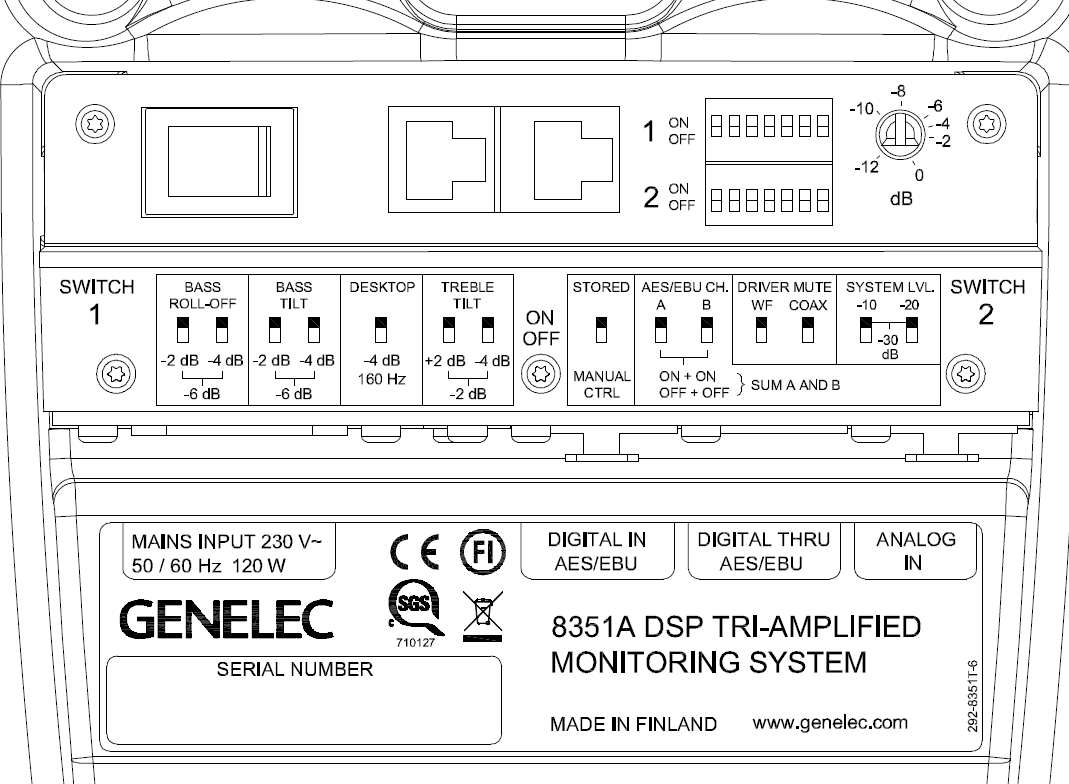 1 ON
OFF
2 ON
OFF
-12
-10
-8
-6
-4
-2
0
dB
SWITCH
1
BASS
ROLL-OFF
-2 dB -4 dB
-6 dB
BASS
TILT
-2 dB -4 dB
-6 dB
DESKTOP
-4 dB
160 Hz
TREBLE
TILT
+2 dB -4 dB
-2 dB
ON
OFF
STORED
MANUAL
CTRL
AES/EBU CH.
A B
ON + ON
OFF + OFF } SUM A AND B
DRIVER MUTE
WF COAX
SYSTEM LVL.
-10 -20
-30
dB
SWITCH
2
MAINS INPUT 230 V~
50 / 60 Hz 120 W
CE
FI
DIGITAL IN
AES/EBU
DIGITAL THRU
AES/EBU
ANALOG
IN
GENELEC
SGS
710127
8351A DSP TRI-AMPLIFIED
MONITORING SYSTEM
SERIAL NUMBER
MADE IN FINLAND www.genelec.com
292-8351T-6